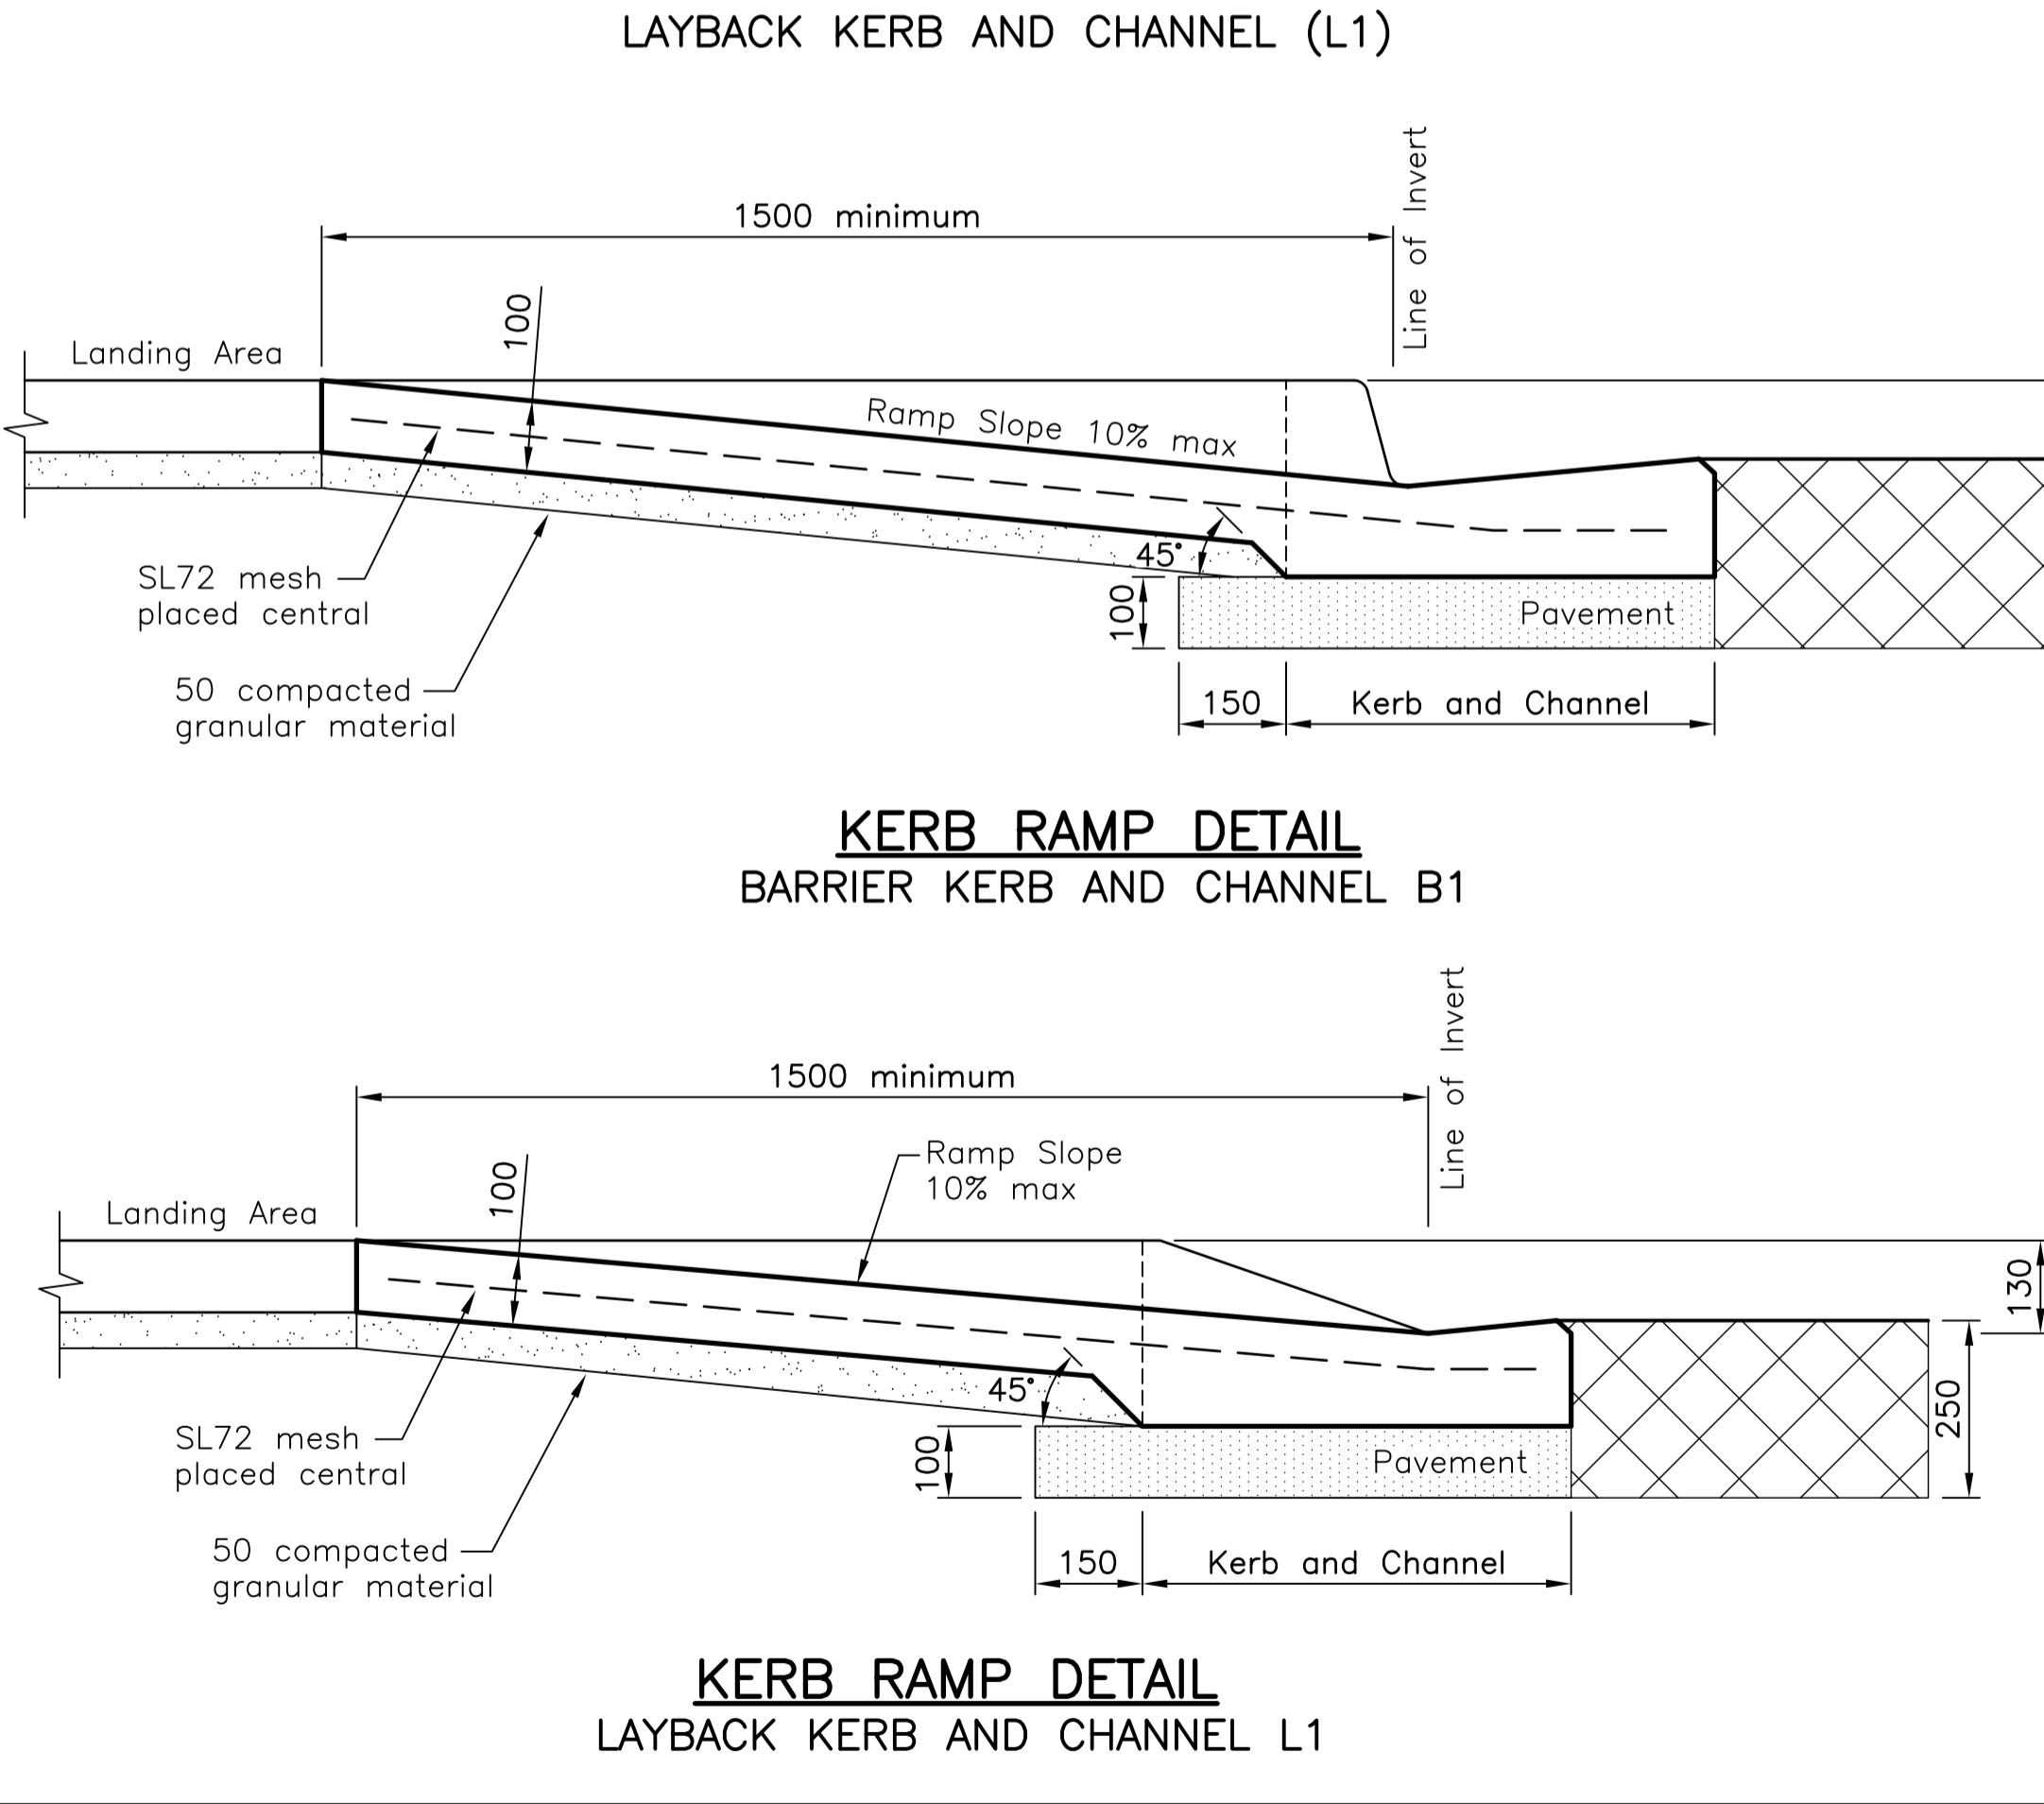 LAYBACK KERB AND CHANNEL (L1)
Line of Invert
1500 minimum
100
Landing Area
Ramp Slope 10% max
45°
SL72 mesh
placed central
100
Pavement
50 compacted
granular material
150
Kerb and Channel
KERB RAMP DETAIL
BARRIER KERB AND CHANNEL B1
Line of Invert
1500 minimum
Ramp Slope
10% max
100
Landing Area
130
45°
250
SL72 mesh
placed central
100
Pavement
50 compacted
granular material
150
Kerb and Channel
KERB RAMP DETAIL
LAYBACK KERB AND CHANNEL L1